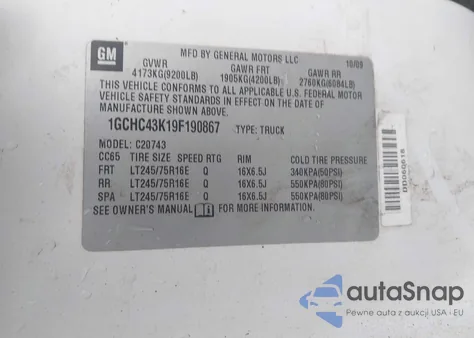 GM
MFD BY GENERAL MOTORS LLC
10/09
GVWR GAWR FRT GAWR RR
4173KG(9200LB) 1905KG(4200LB) 2760KG(6084LB)
THIS VEHICLE CONFORMS TO ALL APPLICABLE U.S. FEDERAL MOTOR
VEHICLE SAFETY STANDARDS IN EFFECT ON THE DATE OF
MANUFACTURE SHOWN ABOVE.
1GCHC43K19F190867 TYPE: TRUCK
MODEL: C20743
CC65 TIRE SIZE SPEED RTG RIM COLD TIRE PRESSURE
FRT LT245/75R16E Q 16X6.5J 340KPA(50PSI)
RR LT245/75R16E Q 16X6.5J 550KPA(80PSI)
SPA LT245/75R16E Q 16X6.5J 550KPA(80PSI)
SEE OWNER'S MANUAL FOR MORE INFORMATION.
autoSnap
Pewne auta z aukcji USA i EU